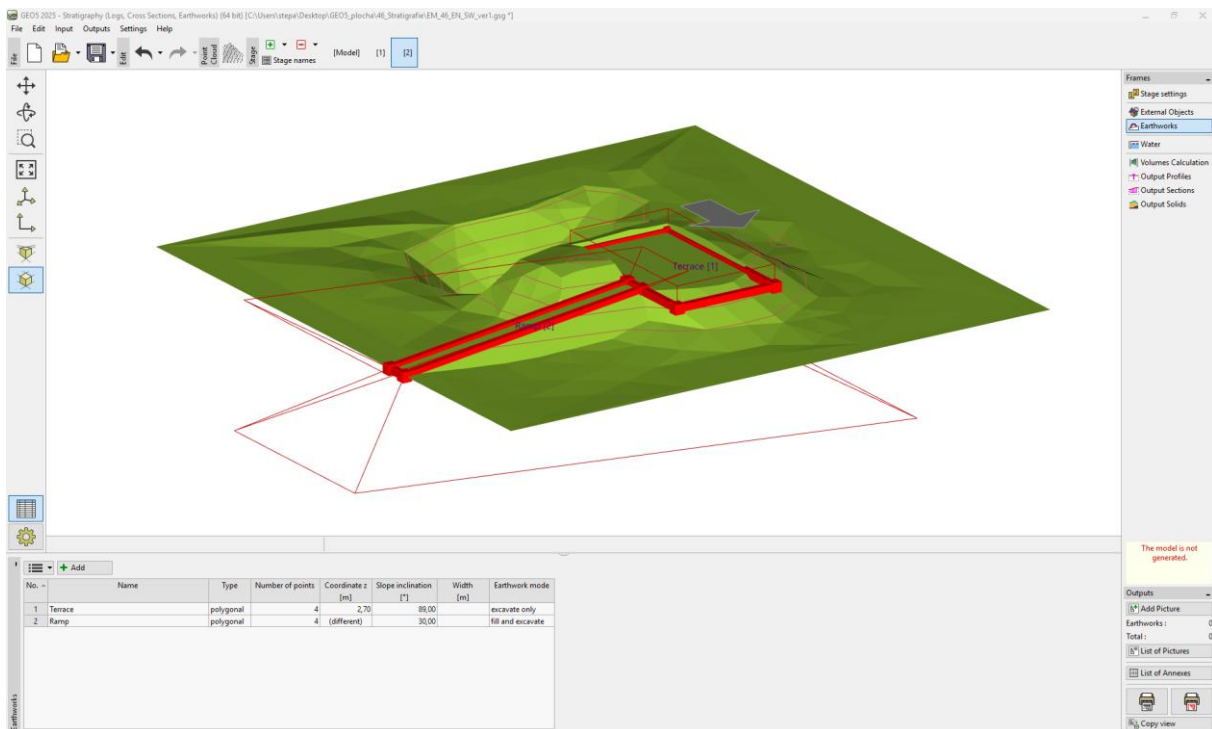 GEO5 2025 - Stratigraphy (Logs, Cross Sections, Earthworks) (64 bit) [C:\Users\stepa\Desktop\GEO5_plocha\46_Stratigrafie\EM_46_EN_SW_ver1.gsg *]
File Edit Input Outputs Settings Help
File
Edit
Point Cloud
Stage
Stage names
[Model] [1] [2]
Frames
Stage settings
External Objects
Earthworks
Water
Volumes Calculation
Output Profiles
Output Sections
Output Solids
Terrace [1]
The model is not generated.
Add
No. Name Type Number of points Coordinate z Slope inclination Width Earthwork mode
[m] [°] [m]
1 Terrace polygonal 4 2,70 89,00 excavate only
2 Ramp polygonal 4 (different) 30,00 fill and excavate
Earthworks
Outputs
Add Picture
Earthworks : 0
Total : 0
List of Pictures
List of Annexes
Copy view